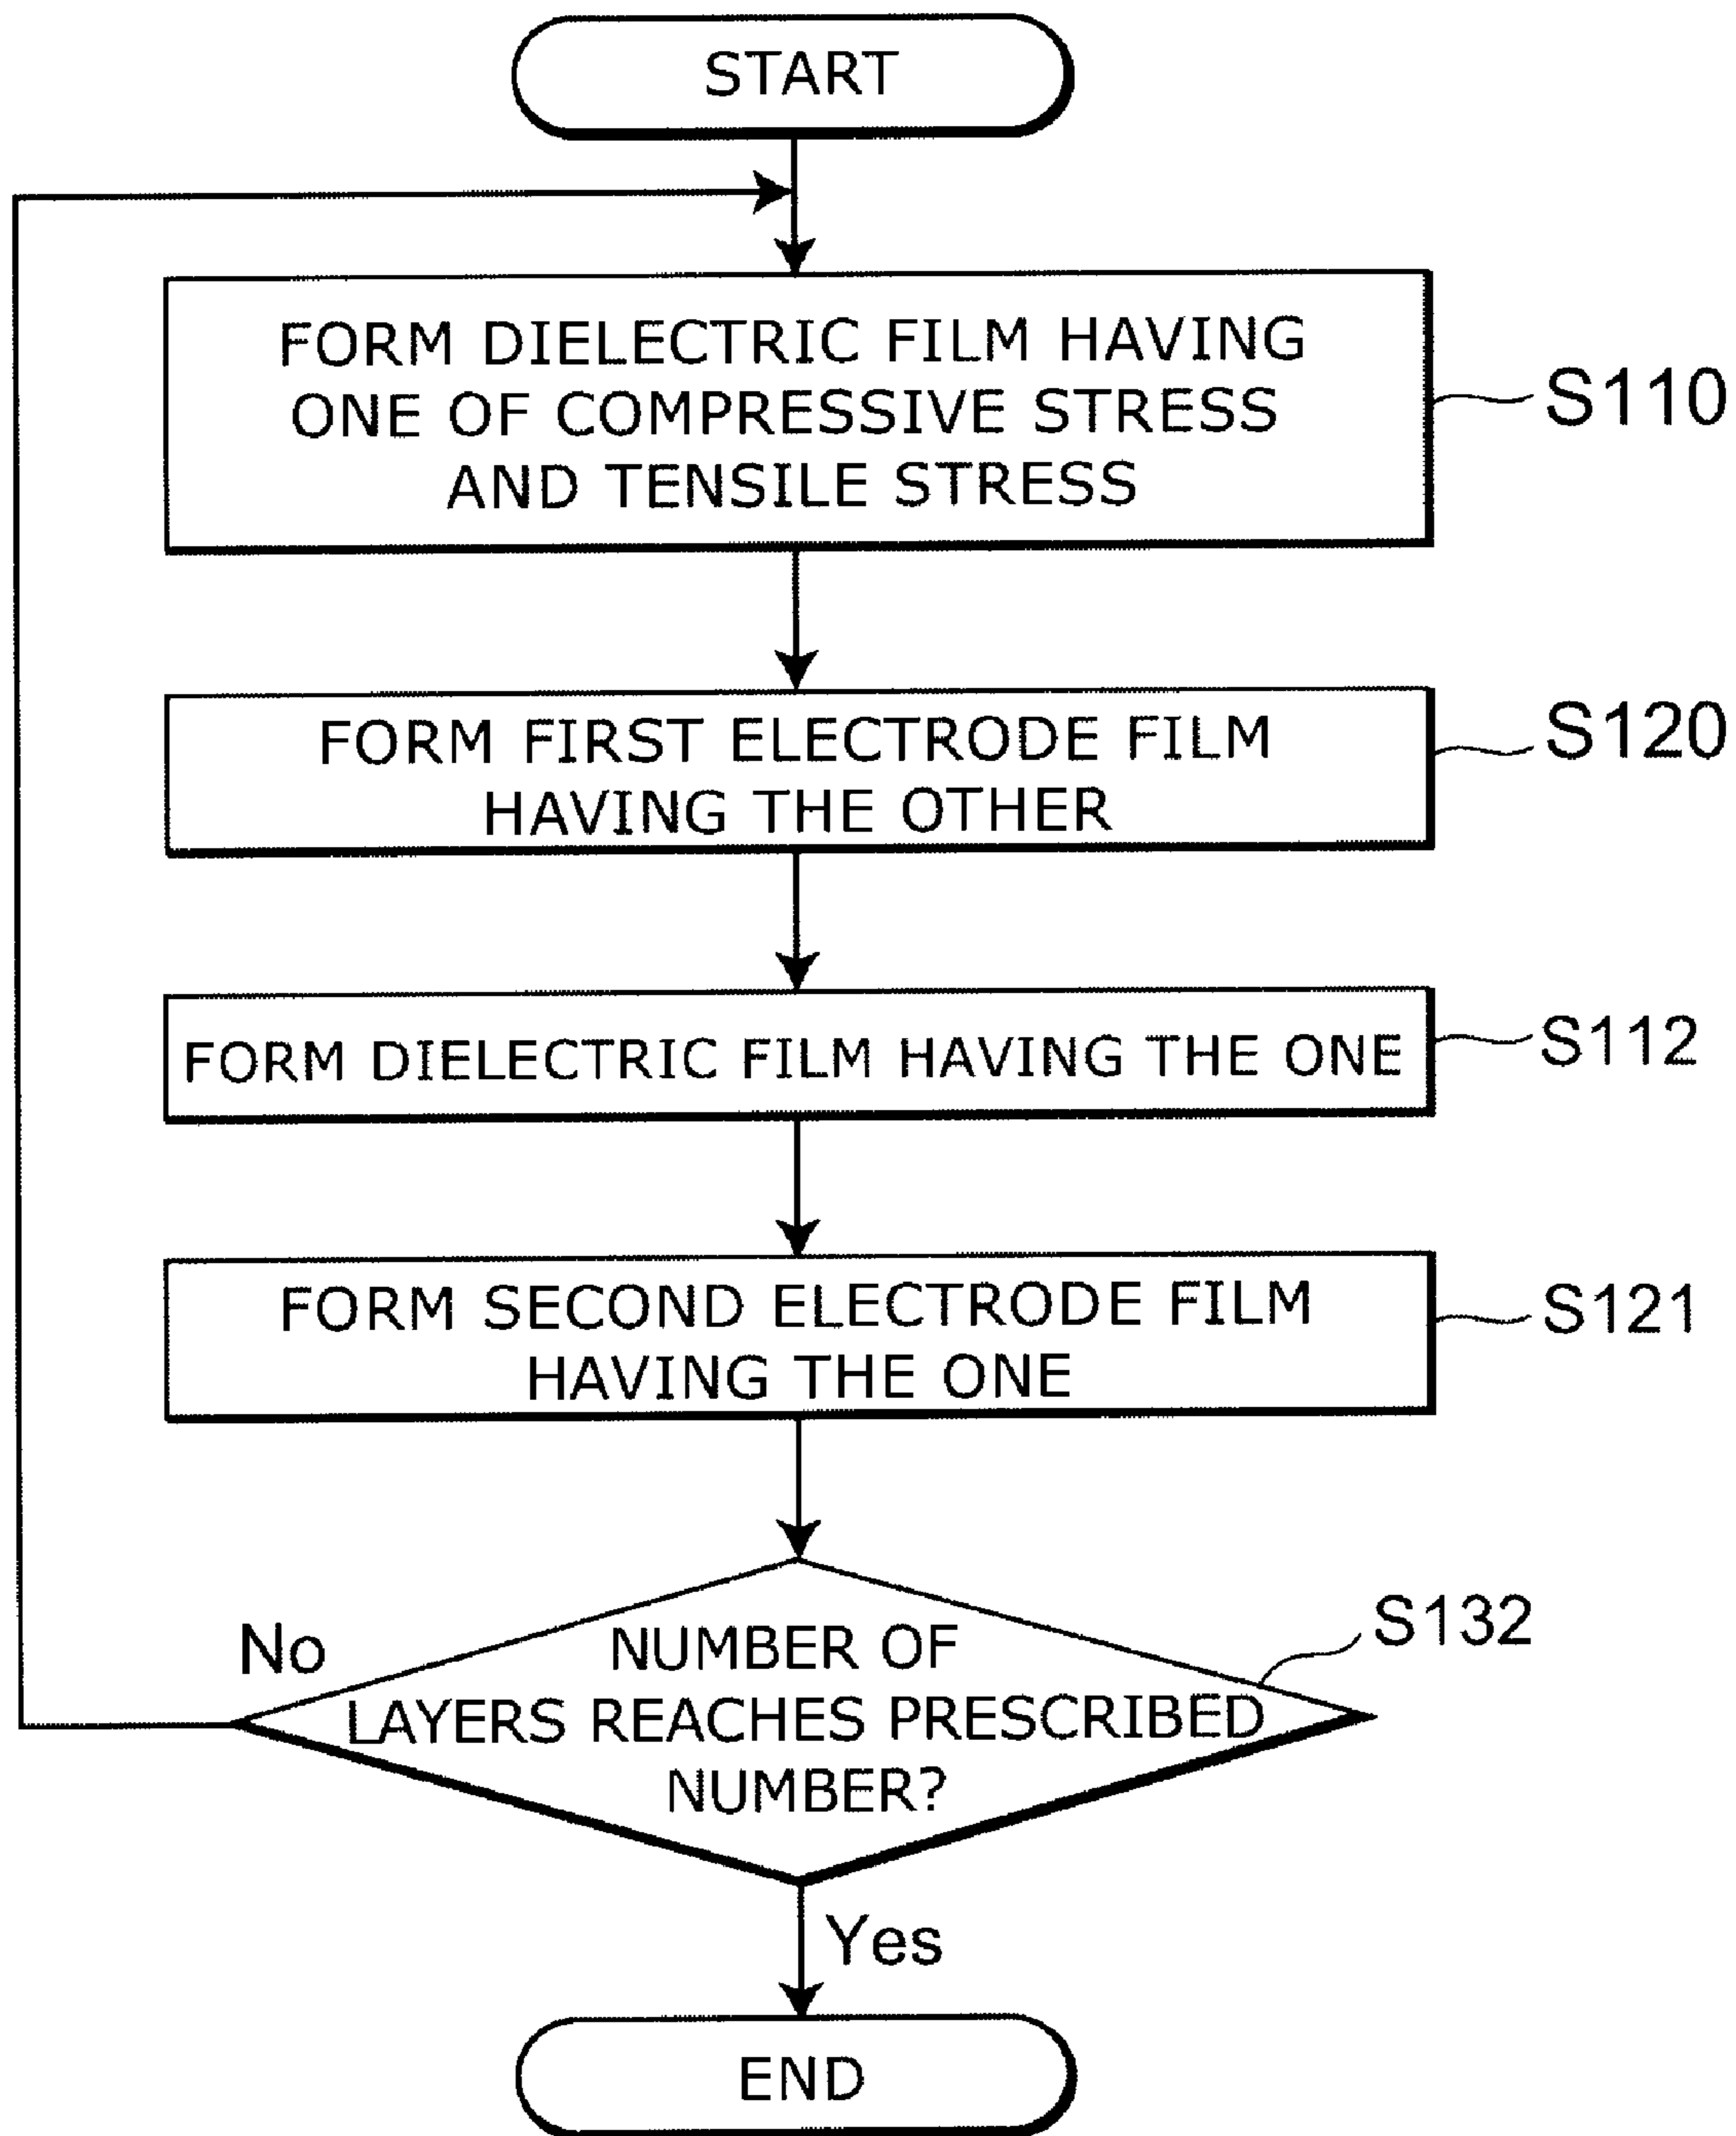 START
FORM DIELECTRIC FILM HAVING
ONE OF COMPRESSIVE STRESS
AND TENSILE STRESS
S110
FORM FIRST ELECTRODE FILM
HAVING THE OTHER
S120
FORM DIELECTRIC FILM HAVING THE ONE
S112
FORM SECOND ELECTRODE FILM
HAVING THE ONE
S121
NUMBER OF
LAYERS REACHES PRESCRIBED
NUMBER?
S132
No
Yes
END